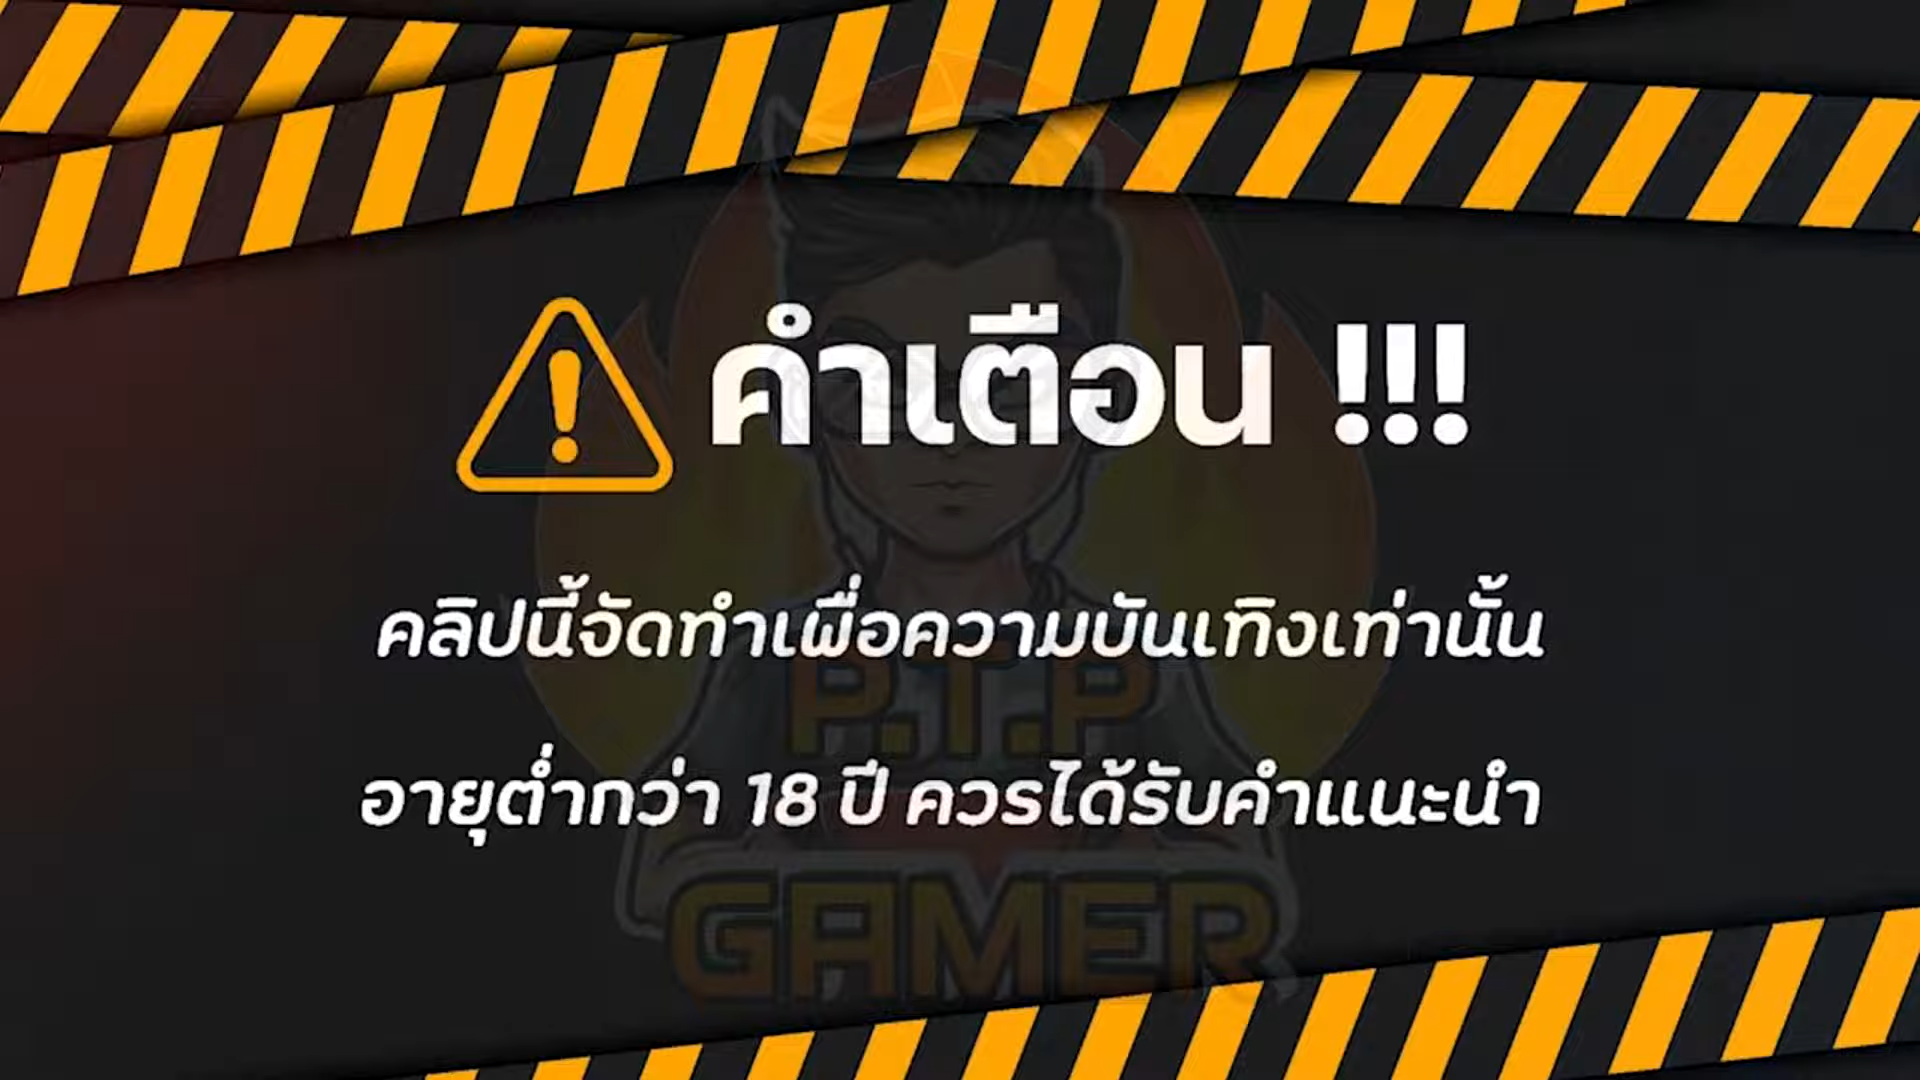 คำเตือน !!!
คลิปนี้จัดทำเพื่อความบันเทิงเท่านั้น
P.T.P
อายุต่ำกว่า 18 ปี ควรได้รับคำแนะนำ
GAMER